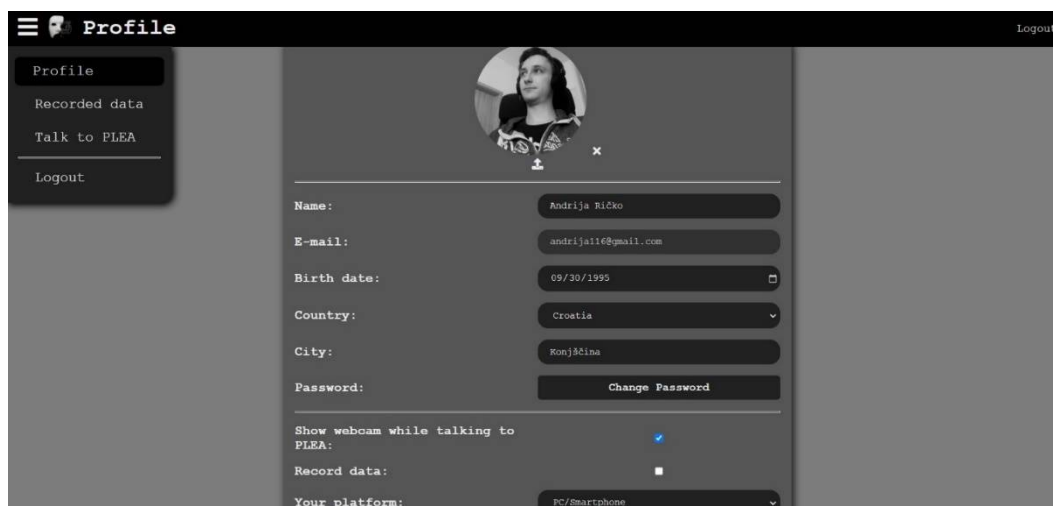 Profile
Logout
Profile
Recorded data
Talk to PLEA
Logout
Name: Andrija Ričko
E-mail: andrija116@gmail.com
Birth date: 09/30/1995
Country: Croatia
City: Konjščina
Password: Change Password
Show webcam while talking to
PLEA:
Record data:
Your platform: PC/Smartphone